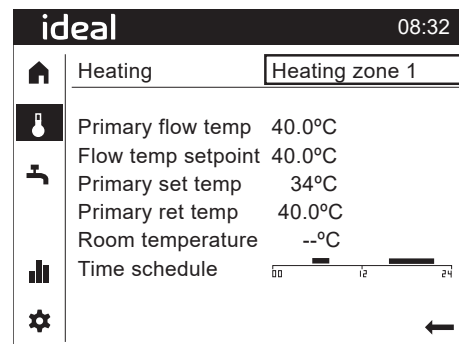 ideal 08:32
Heating Heating zone 1
Primary flow temp 40.0ºC
Flow temp setpoint 40.0ºC
Primary set temp 34ºC
Primary ret temp 40.0ºC
Room temperature --ºC
Time schedule
00 12 24